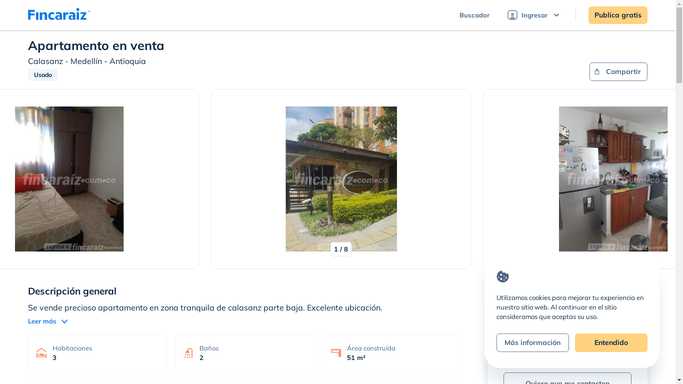 Fincaraiz
Buscador
Ingresar
Publica gratis
Apartamento en venta
Calasanz - Medellín - Antioquia
Usado
Compartir
fincaraiz
fincaraiz
fincaraiz
1 / 8
Descripción general
Se vende precioso apartamento en zona tranquila de calasanz parte baja. Excelente ubicación.
Leer más
Habitaciones
3
Baños
2
Área construida
51 m²
Utilizamos cookies para mejorar tu experiencia en
nuestro sitio web. Al continuar en el sitio
consideramos que aceptas su uso.
Más información
Entendido
Quiero que me contacten